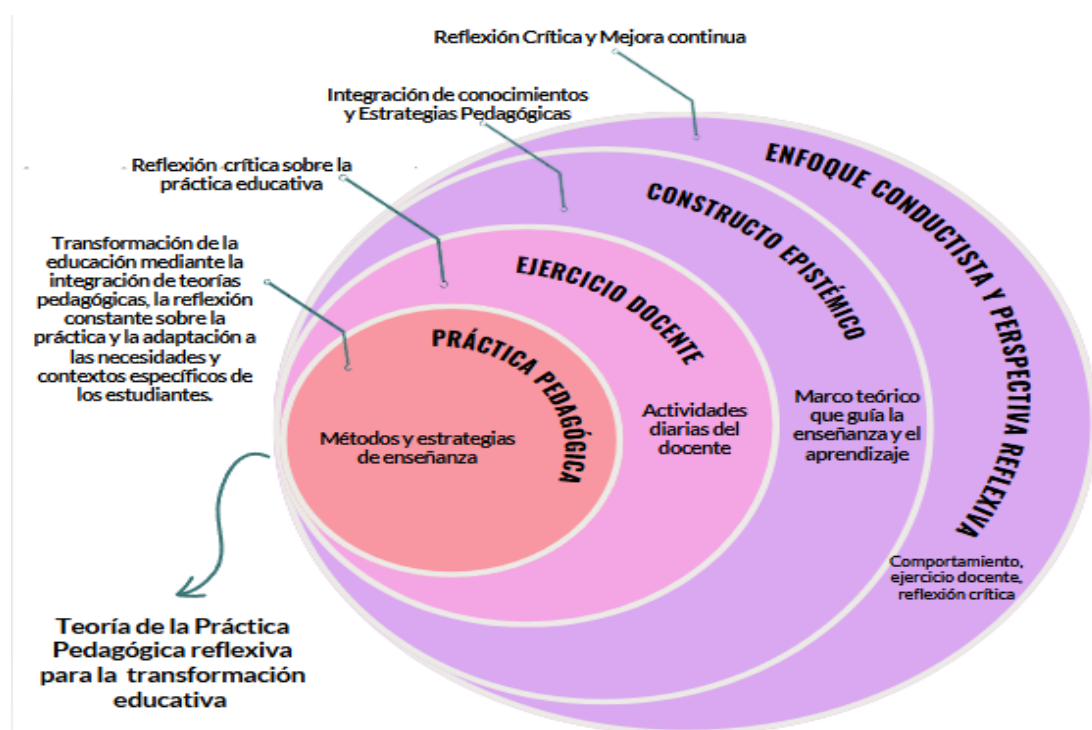 Reflexión Crítica y Mejora continua
Integración de conocimientos
y Estrategias Pedagógicas
Reflexión crítica sobre la
práctica educativa
Transformación de la
educación mediante la
integración de teorías
pedagógicas, la reflexión
constante sobre la
práctica y la adaptación a
las necesidades y
contextos específicos de
los estudiantes.
ENFOQUE CONDUCTISTA Y PERSPECTIVA REFLEXIVA
CONSTRUCTO EPISTÉMICO
EJERCICIO DOCENTE
PRÁCTICA PEDAGÓGICA
Métodos y estrategias
de enseñanza
Actividades
diarias del
docente
Marco teórico
que guía la
enseñanza y el
aprendizaje
Comportamiento,
ejercicio docente,
reflexión crítica
Teoría de la Práctica
Pedagógica reflexiva
para la transformación
educativa